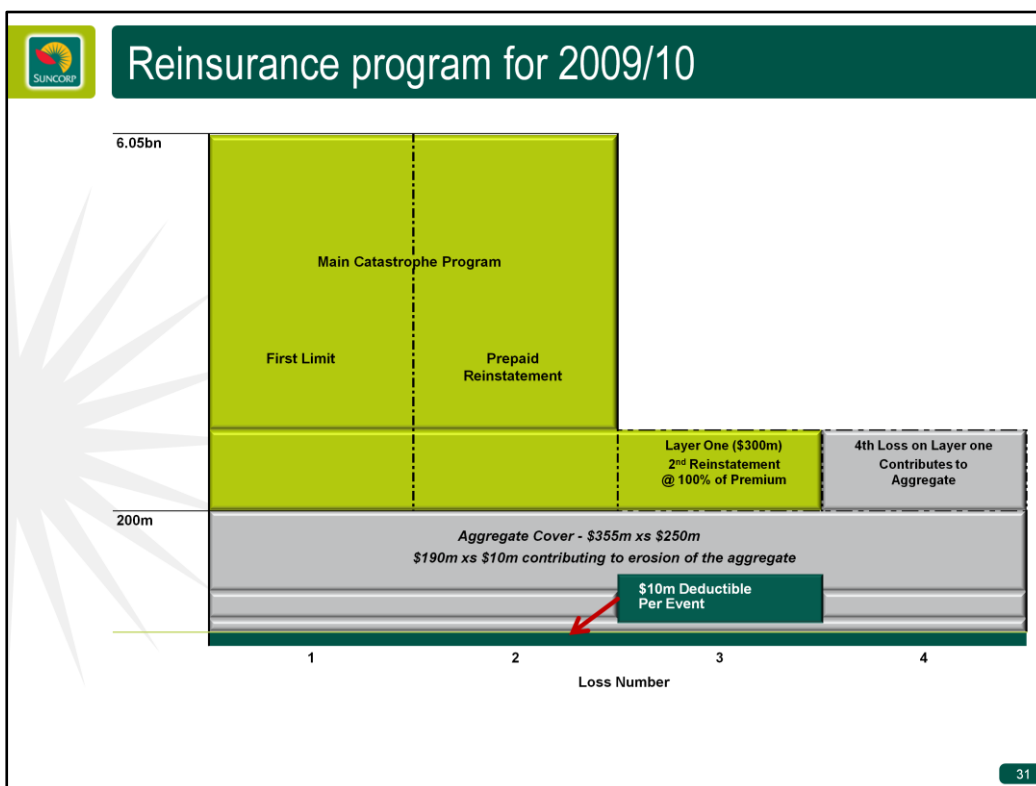 SUNCORP
Reinsurance program for 2009/10
6.05bn
Main Catastrophe Program
First Limit
Prepaid
Reinstatement
Layer One ($300m)
2nd Reinstatement
@ 100% of Premium
4th Loss on Layer one
Contributes to
Aggregate
200m
Aggregate Cover - $355m xs $250m
$190m xs $10m contributing to erosion of the aggregate
$10m Deductible
Per Event
1
2
3
4
Loss Number
31